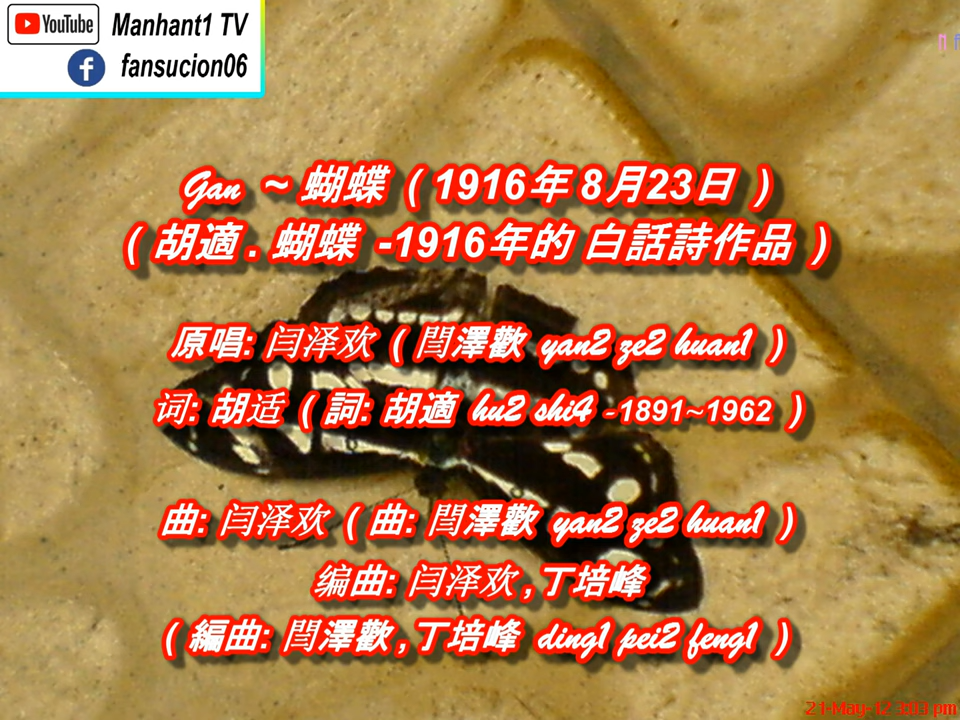 YouTube Manhant1 TV
fansucion06
Gan ~ 蝴蝶 ( 1916年 8月23日 )
( 胡適 . 蝴蝶 -1916年的 白話詩作品 )
原唱: 闫泽欢 ( 閆澤歡 yan2 ze2 huan1 )
词: 胡适 ( 詞: 胡適 hu2 shi4 -1891~1962 )
曲: 闫泽欢 ( 曲: 閆澤歡 yan2 ze2 huan1 )
编曲: 闫泽欢 ,丁培峰
( 編曲: 閆澤歡 ,丁培峰 ding1 pei2 feng1 )
21-May-12 3:03 pm